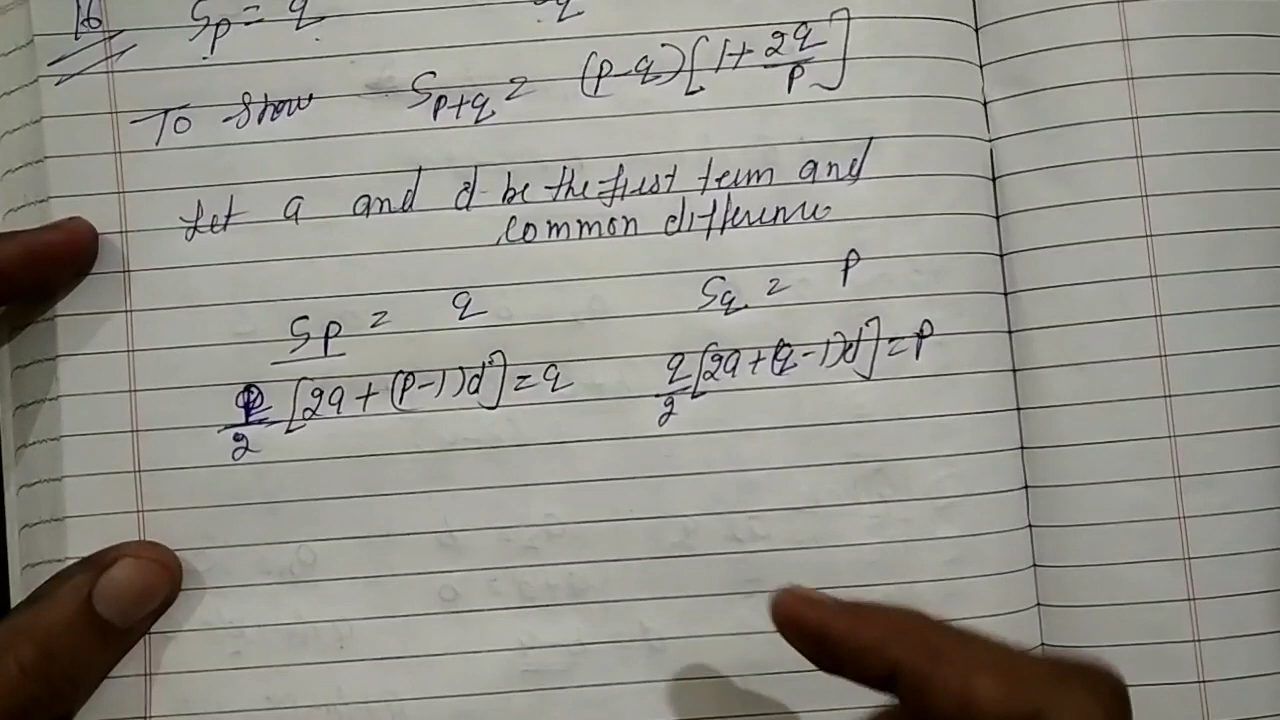 16 Sp = q q
To show Sp+q = (p-q)[1+2q/p]
Let a and d be the first term and
common difference
Sp = q Sq = p
p/2 [2a+(p-1)d] = q q/2 [2a+(q-1)d] = p